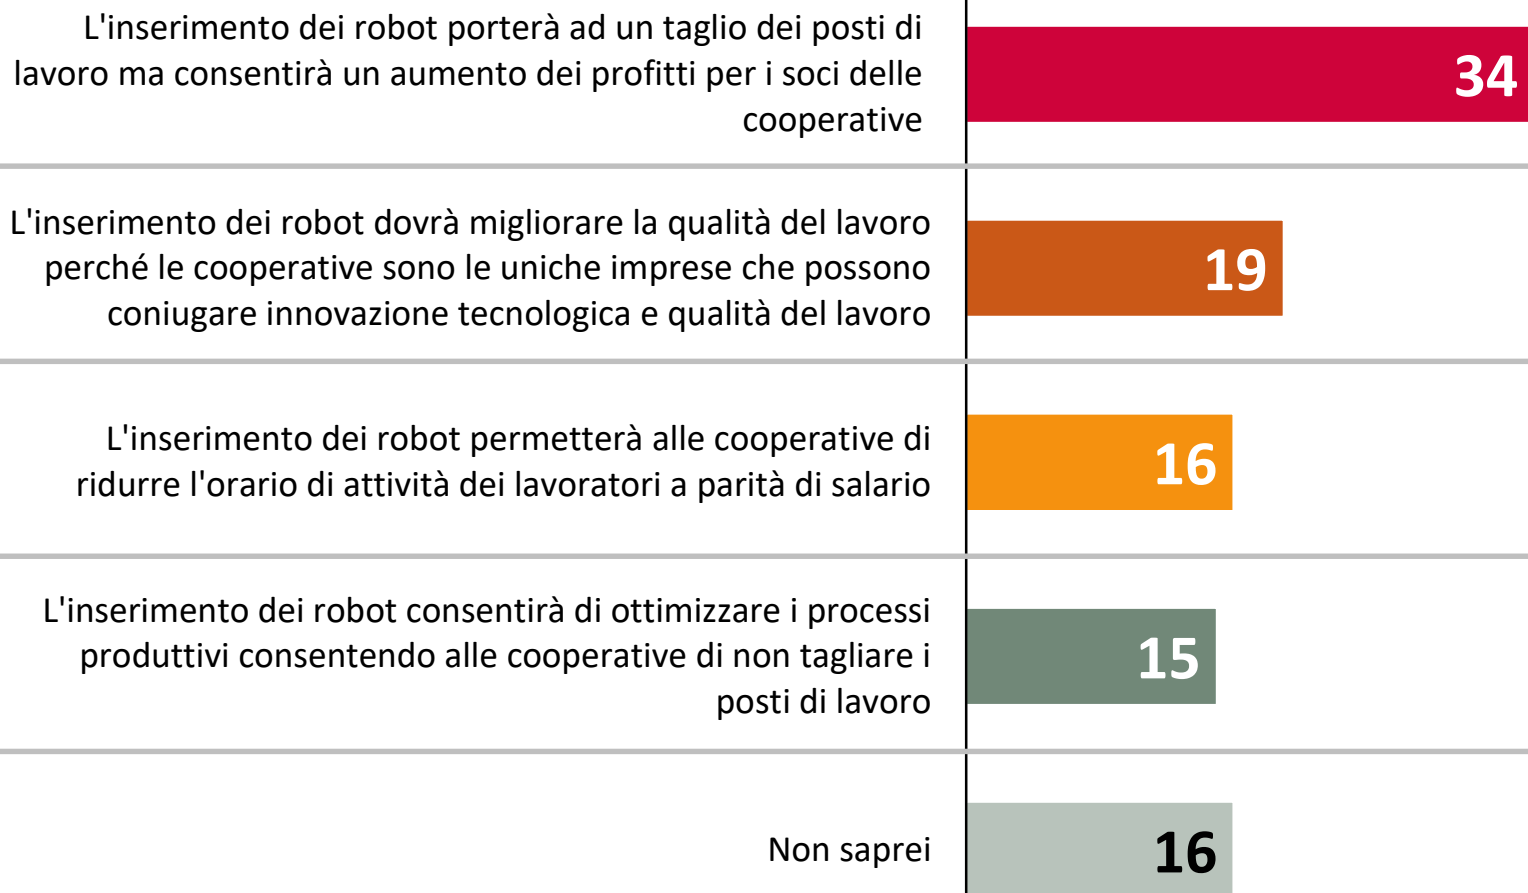 L'inserimento dei robot porterà ad un taglio dei posti di
lavoro ma consentirà un aumento dei profitti per i soci delle
cooperative
34
L'inserimento dei robot dovrà migliorare la qualità del lavoro
perché le cooperative sono le uniche imprese che possono
coniugare innovazione tecnologica e qualità del lavoro
19
L'inserimento dei robot permetterà alle cooperative di
ridurre l'orario di attività dei lavoratori a parità di salario
16
L'inserimento dei robot consentirà di ottimizzare i processi
produttivi consentendo alle cooperative di non tagliare i
posti di lavoro
15
Non saprei
16